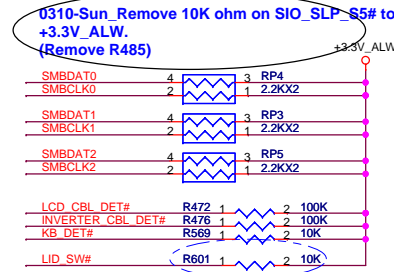 0310-Sun_Remove 10K ohm on SIO_SLP_S5# to
+3.3V_ALW.
(Remove R485)
+3.3V_ALW
SMBDAT0 4 3 RP4
SMBCLK0 2 1 2.2KX2
SMBDAT1 4 3 RP3
SMBCLK1 2 1 2.2KX2
SMBDAT2 4 3 RP5
SMBCLK2 2 1 2.2KX2
LCD_CBL_DET# R472 1 2 100K
INVERTER_CBL_DET# R476 1 2 100K
KB_DET# R569 1 2 10K
LID_SW# R601 1 2 10K